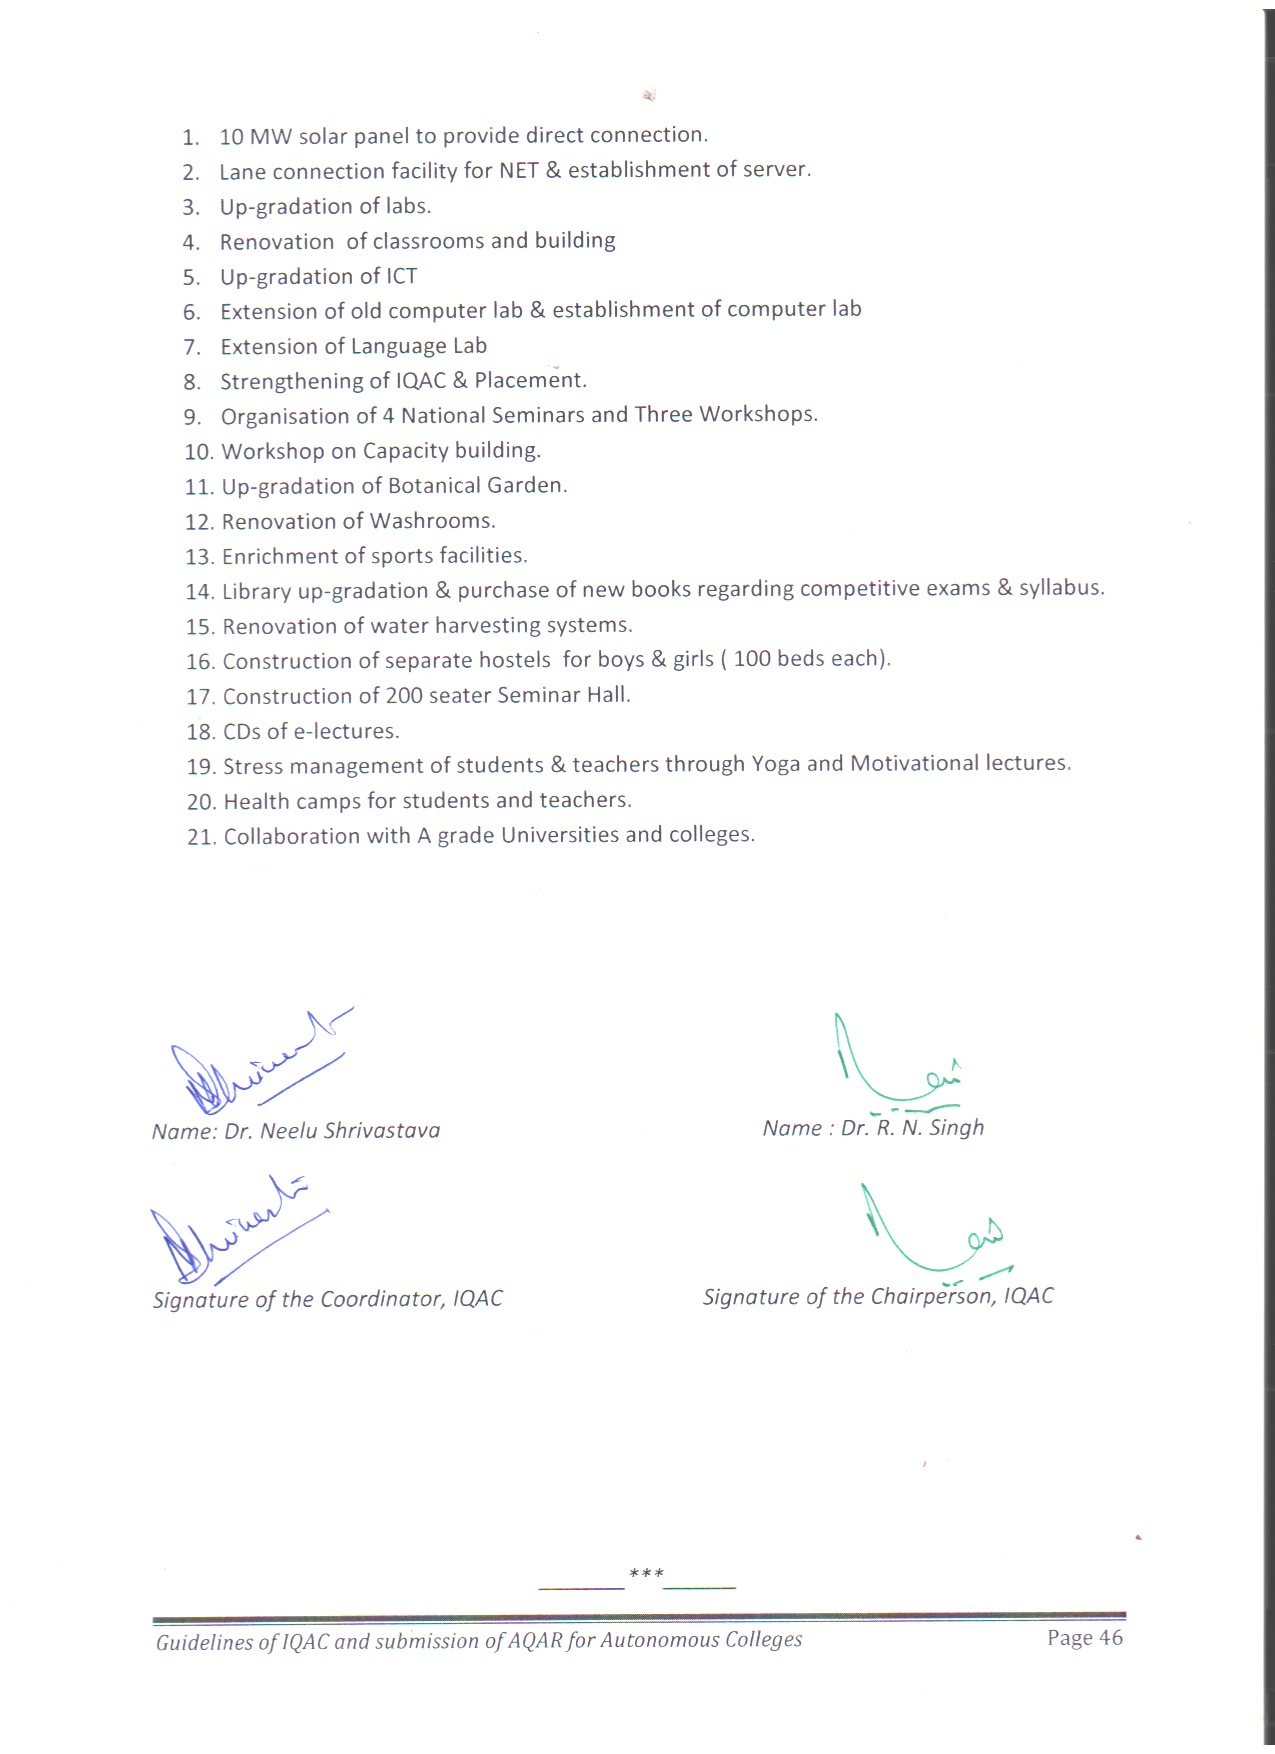 1. 10 MW solar panel to provide direct connection.
2. Lane connection facility for NET & establishment of server.
3. Up-gradation of labs.
4. Renovation of classrooms and building
5. Up-gradation of ICT
6. Extension of old computer lab & establishment of computer lab
7. Extension of Language Lab
8. Strengthening of IQAC & Placement.
9. Organisation of 4 National Seminars and Three Workshops.
10. Workshop on Capacity building.
11. Up-gradation of Botanical Garden.
12. Renovation of Washrooms.
13. Enrichment of sports facilities.
14. Library up-gradation & purchase of new books regarding competitive exams & syllabus.
15. Renovation of water harvesting systems.
16. Construction of separate hostels for boys & girls ( 100 beds each).
17. Construction of 200 seater Seminar Hall.
18. CDs of e-lectures.
19. Stress management of students & teachers through Yoga and Motivational lectures.
20. Health camps for students and teachers.
21. Collaboration with A grade Universities and colleges.
Name: Dr. Neelu Shrivastava
Name : Dr. R. N. Singh
Signature of the Coordinator, IQAC
Signature of the Chairperson, IQAC
_______***______
Guidelines of IQAC and submission of AQAR for Autonomous Colleges
Page 46